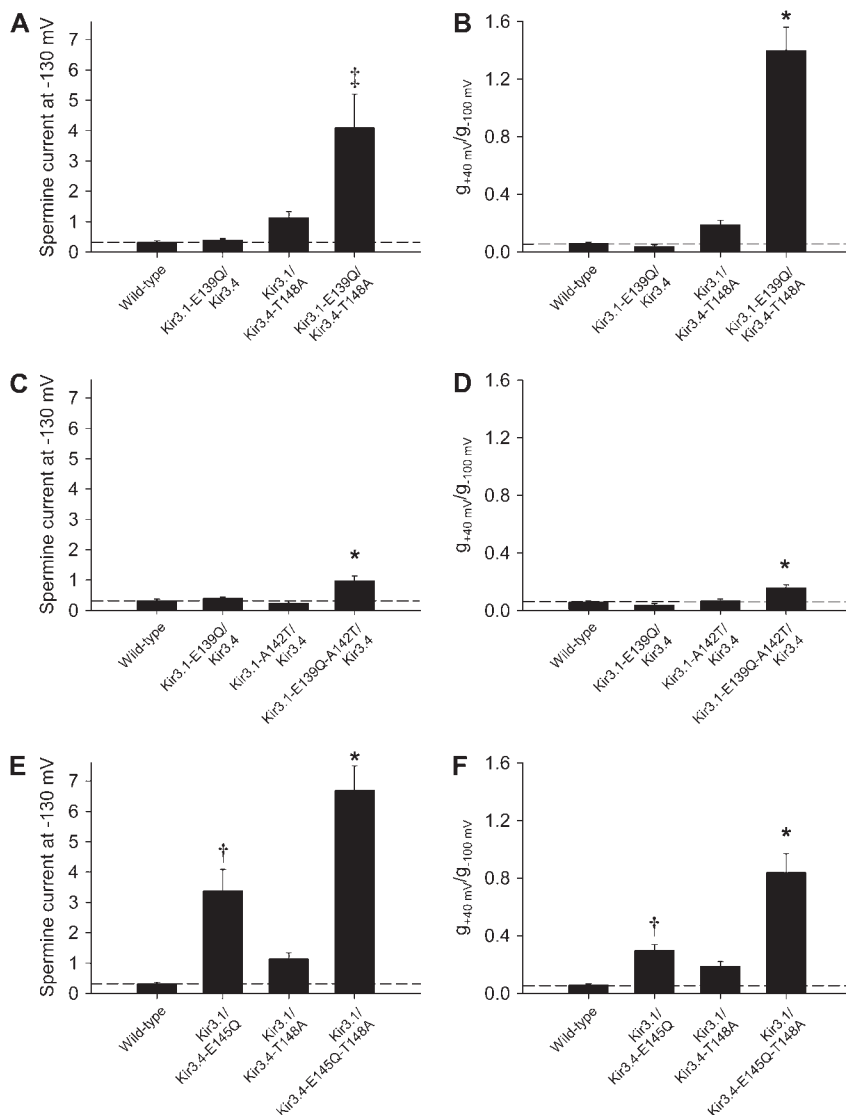 A
Spermine current at -130 mV
7
6
5
4
3
2
1
0
‡
Wild-type
Kir3.1-E139Q/
Kir3.4
Kir3.1/
Kir3.4-T148A
Kir3.1-E139Q/
Kir3.4-T148A
B
g+40 mV/g-100 mV
1.6
1.2
0.8
0.4
0.0
*
Wild-type
Kir3.1-E139Q/
Kir3.4
Kir3.1/
Kir3.4-T148A
Kir3.1-E139Q/
Kir3.4-T148A
C
Spermine current at -130 mV
7
6
5
4
3
2
1
0
*
Wild-type
Kir3.1-E139Q/
Kir3.4
Kir3.1-A142T/
Kir3.4
Kir3.1-E139Q-A142T/
Kir3.4
D
g+40 mV/g-100 mV
1.6
1.2
0.8
0.4
0.0
*
Wild-type
Kir3.1-E139Q/
Kir3.4
Kir3.1-A142T/
Kir3.4
Kir3.1-E139Q-A142T/
Kir3.4
E
Spermine current at -130 mV
7
6
5
4
3
2
1
0
†
*
Wild-type
Kir3.1/
Kir3.4-E145Q
Kir3.1/
Kir3.4-T148A
Kir3.1/
Kir3.4-E145Q-T148A
F
g+40 mV/g-100 mV
1.6
1.2
0.8
0.4
0.0
†
*
Wild-type
Kir3.1/
Kir3.4-E145Q
Kir3.1/
Kir3.4-T148A
Kir3.1/
Kir3.4-E145Q-T148A